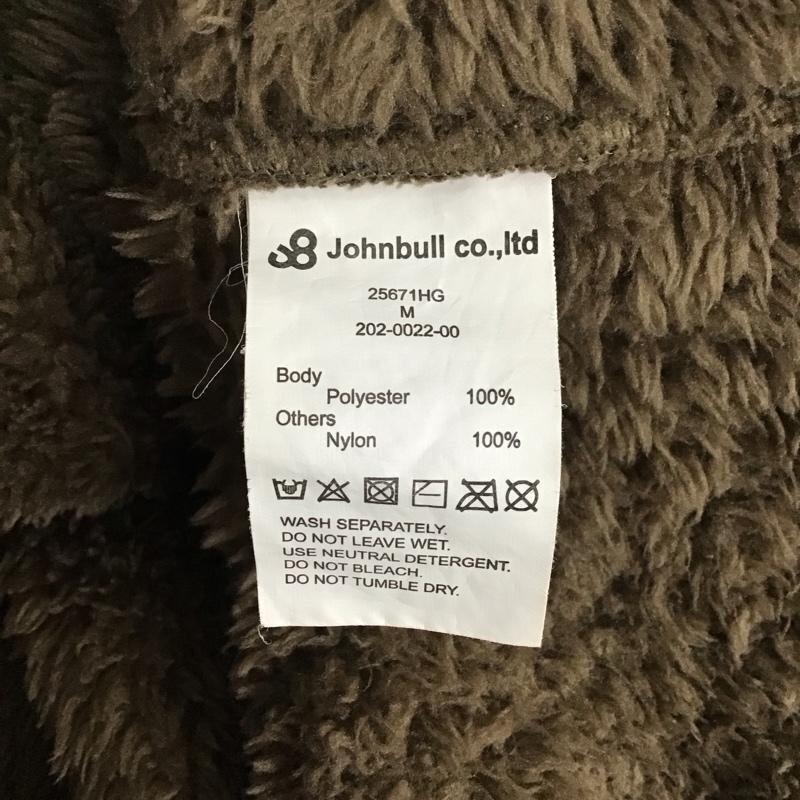 Johnbull co.,ltd
25671HG
M
202-0022-00
Body
Polyester 100%
Others
Nylon 100%
WASH SEPARATELY.
DO NOT LEAVE WET.
USE NEUTRAL DETERGENT.
DO NOT BLEACH.
DO NOT TUMBLE DRY.